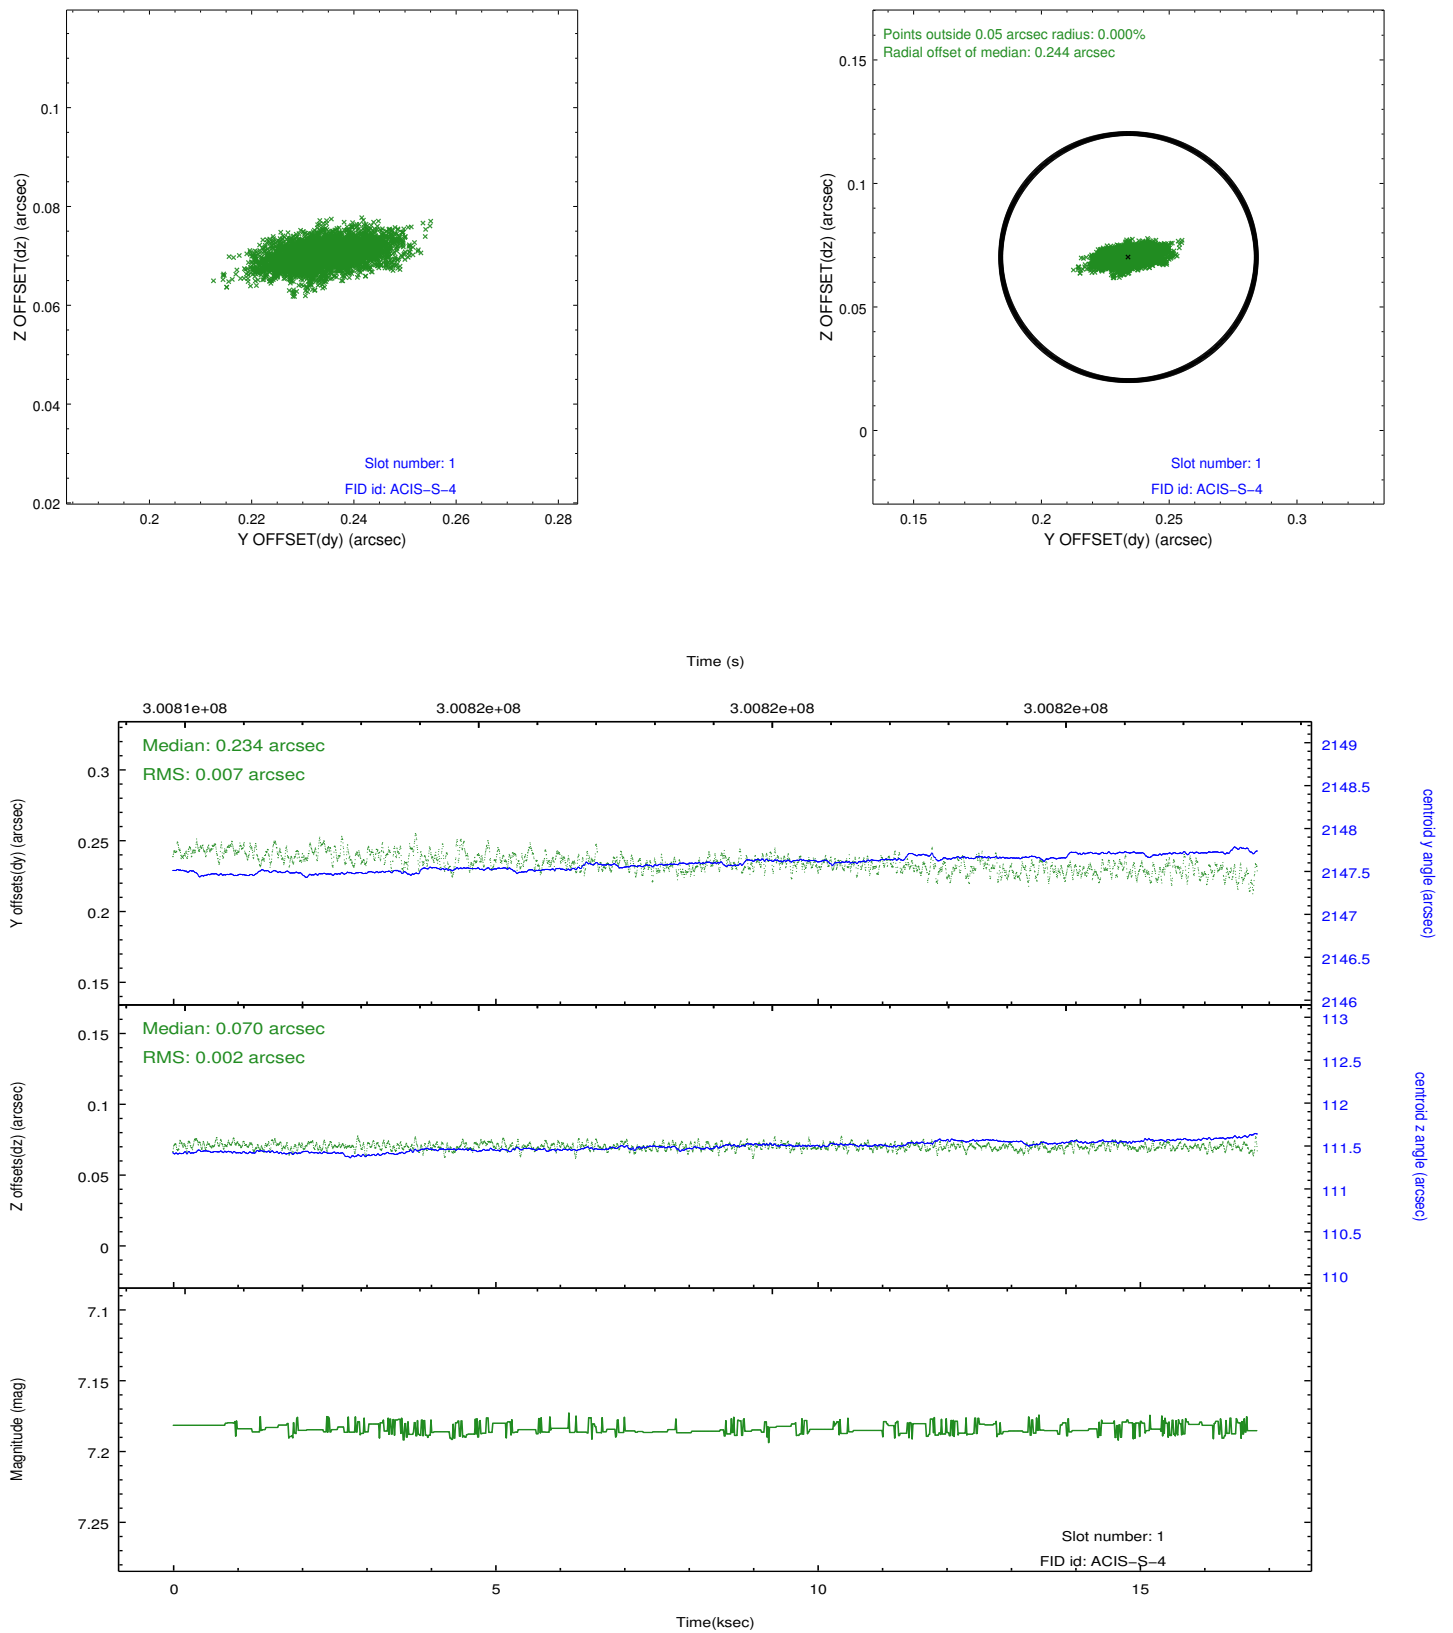 0.1
0.08
0.06
0.04
0.02
Z OFFSET(dz) (arcsec)
Slot number: 1
FID id: ACIS−S−4
0.2 0.22 0.24 0.26 0.28
Y OFFSET(dy) (arcsec)
Points outside 0.05 arcsec radius: 0.000%
Radial offset of median: 0.244 arcsec
0.15
0.1
0.05
0
Z OFFSET(dz) (arcsec)
Slot number: 1
FID id: ACIS−S−4
0.15 0.2 0.25 0.3
Y OFFSET(dy) (arcsec)
Time (s)
3.0081e+08 3.0082e+08 3.0082e+08 3.0082e+08
Median: 0.234 arcsec
RMS: 0.007 arcsec
0.3
0.25
0.2
0.15
Y offsets(dy) (arcsec)
2149
2148.5
2148
2147.5
2147
2146.5
2146
centroid y angle (arcsec)
Median: 0.070 arcsec
RMS: 0.002 arcsec
0.15
0.1
0.05
0
Z offsets(dz) (arcsec)
113
112.5
112
111.5
111
110.5
110
centroid z angle (arcsec)
7.1
7.15
7.2
7.25
Magnitude (mag)
Slot number: 1
FID id: ACIS−S−4
0 5 10 15
Time(ksec)